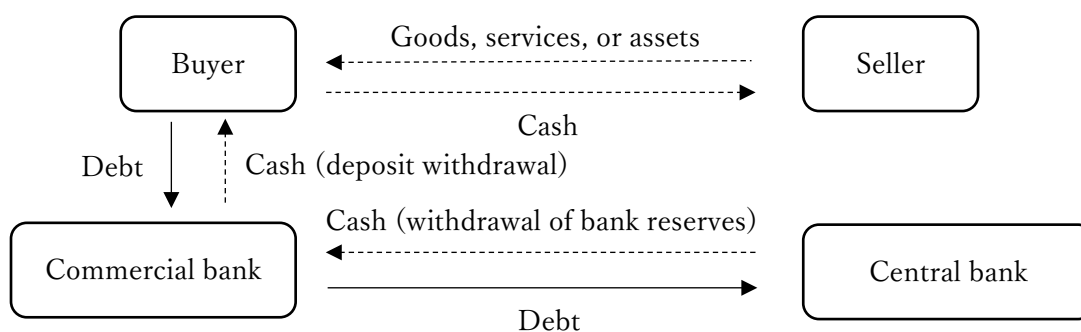 Goods, services, or assets
Buyer
Seller
Cash
Debt
Cash (deposit withdrawal)
Cash (withdrawal of bank reserves)
Commercial bank
Central bank
Debt